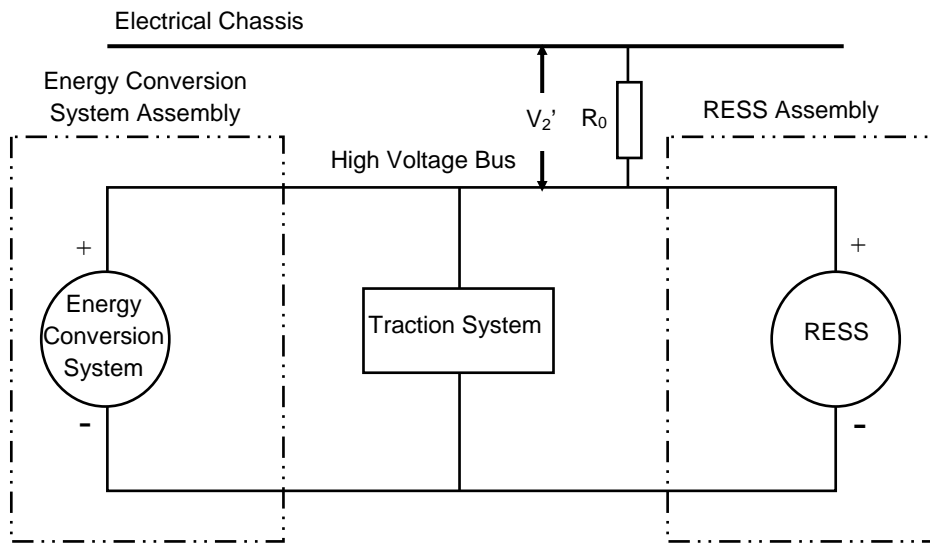 Electrical Chassis
Energy Conversion
System Assembly
V2’
R0
RESS Assembly
High Voltage Bus
+
+
Energy
Conversion
System
Traction System
RESS
-
-